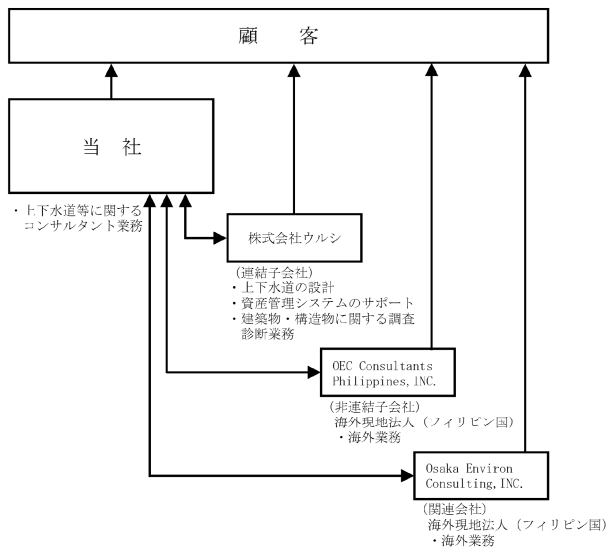 顧　　客
当　社
・上下水道等に関する
コンサルタント業務
株式会社ウルシ
(連結子会社)
・上下水道の設計
・資産管理システムのサポート
・建築物・構造物に関する調査
診断業務
OEC Consultants
Philippines,INC.
(非連結子会社)
海外現地法人（フィリピン国）
・海外業務
Osaka Environ
Consulting,INC.
(関連会社)
海外現地法人（フィリピン国）
・海外業務